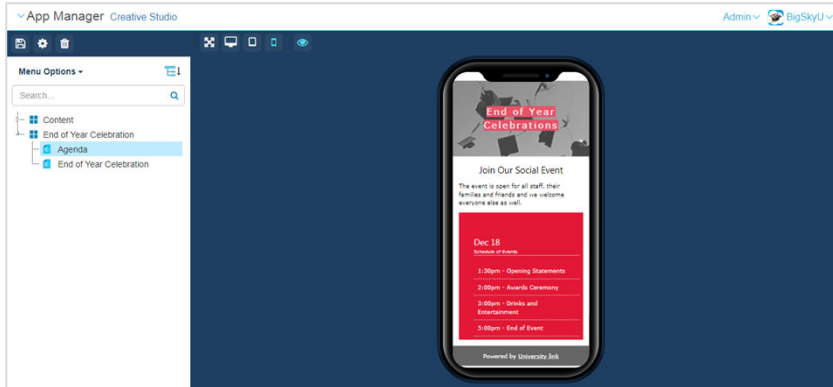 App Manager Creative Studio
Admin
BigSkyU
Menu Options
Search...
Content
End of Year Celebration
Agenda
End of Year Celebration
End of Year
Celebrations
Join Our Social Event
The event is open for all staff, their
families and friends and we welcome
everyone else as well.
Dec 18
Schedule of Events
1:30pm - Opening Statements
2:00pm - Awards Ceremony
3:00pm - Drinks and
Entertainment
5:00pm - End of Event
Powered by University link